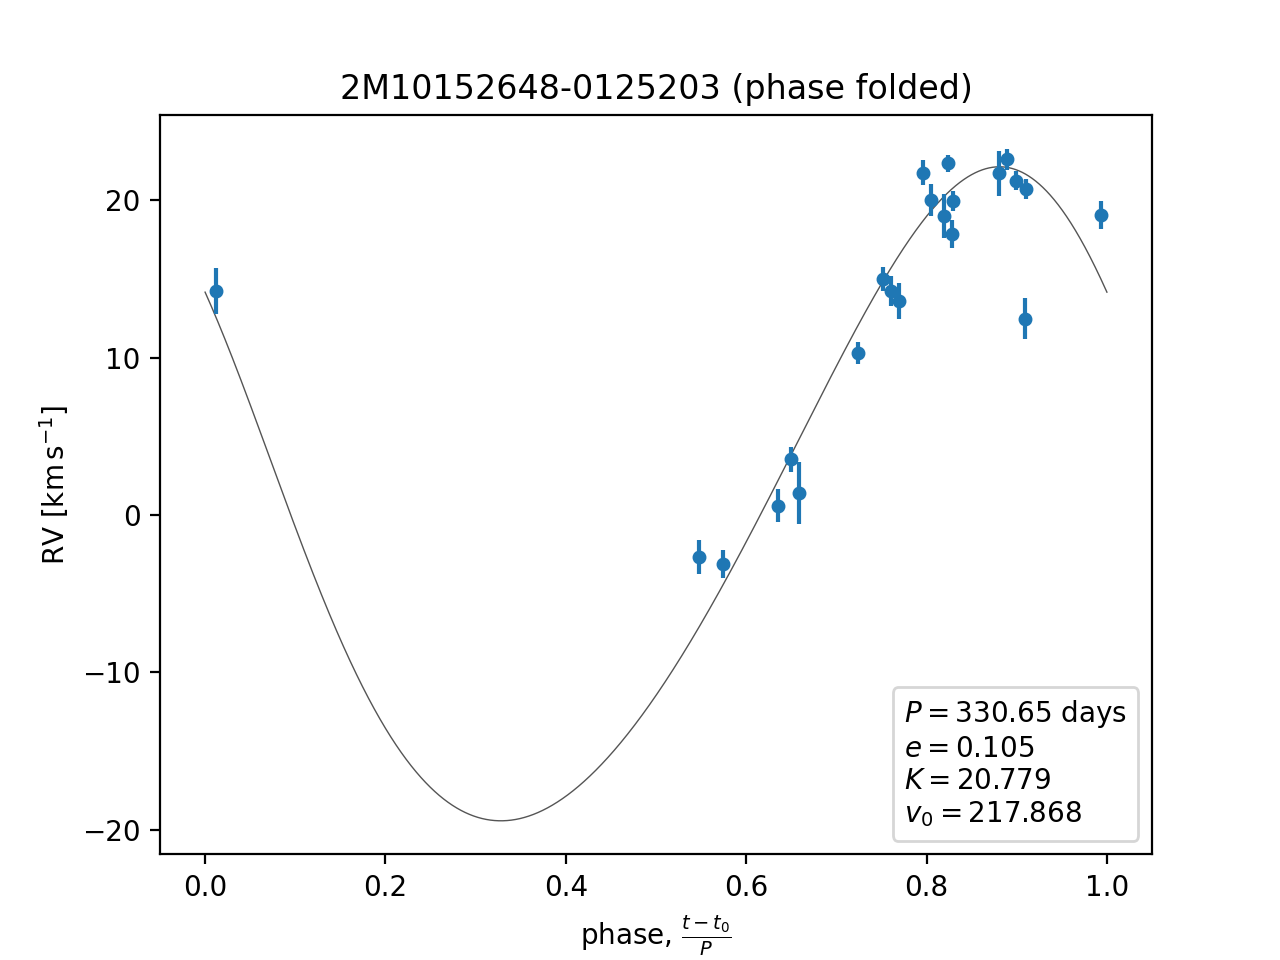 2M10152648-0125203 (phase folded)
RV [km s⁻¹]
20
10
0
−10
−20
P = 330.65 days
e = 0.105
K = 20.779
v₀ = 217.868
0.0 0.2 0.4 0.6 0.8 1.0
phase, (t − t₀)/P